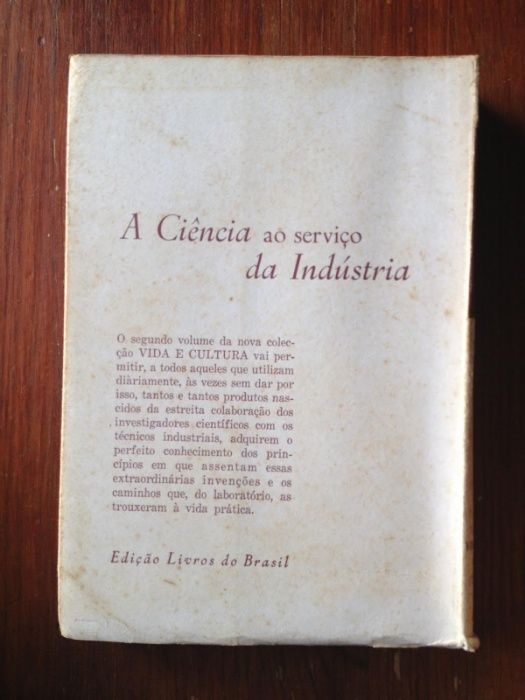 A Ciência ao serviço
da Indústria
O segundo volume da nova colec-
ção VIDA E CULTURA vai per-
mitir, a todos aqueles que utilizam
diàriamente, às vezes sem dar por
isso, tantos e tantos produtos nas-
cidos da estreita colaboração dos
investigadores científicos com os
técnicos industriais, adquirem o
perfeito conhecimento dos prin-
cípios em que assentam essas
extraordinárias invenções e os
caminhos que, do laboratório, as
trouxeram à vida prática.
Edição Livros do Brasil